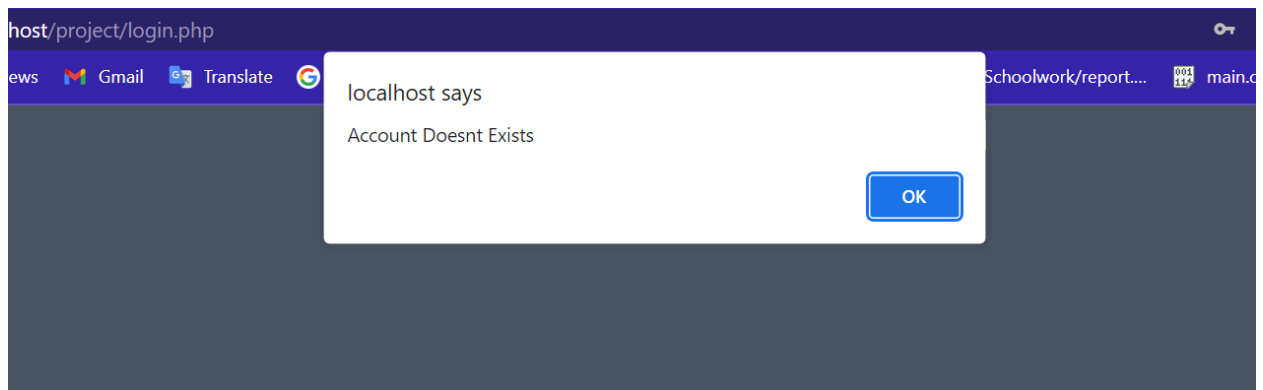 host/project/login.php
ews Gmail Translate Schoolwork/report.... main.c
localhost says
Account Doesnt Exists
OK